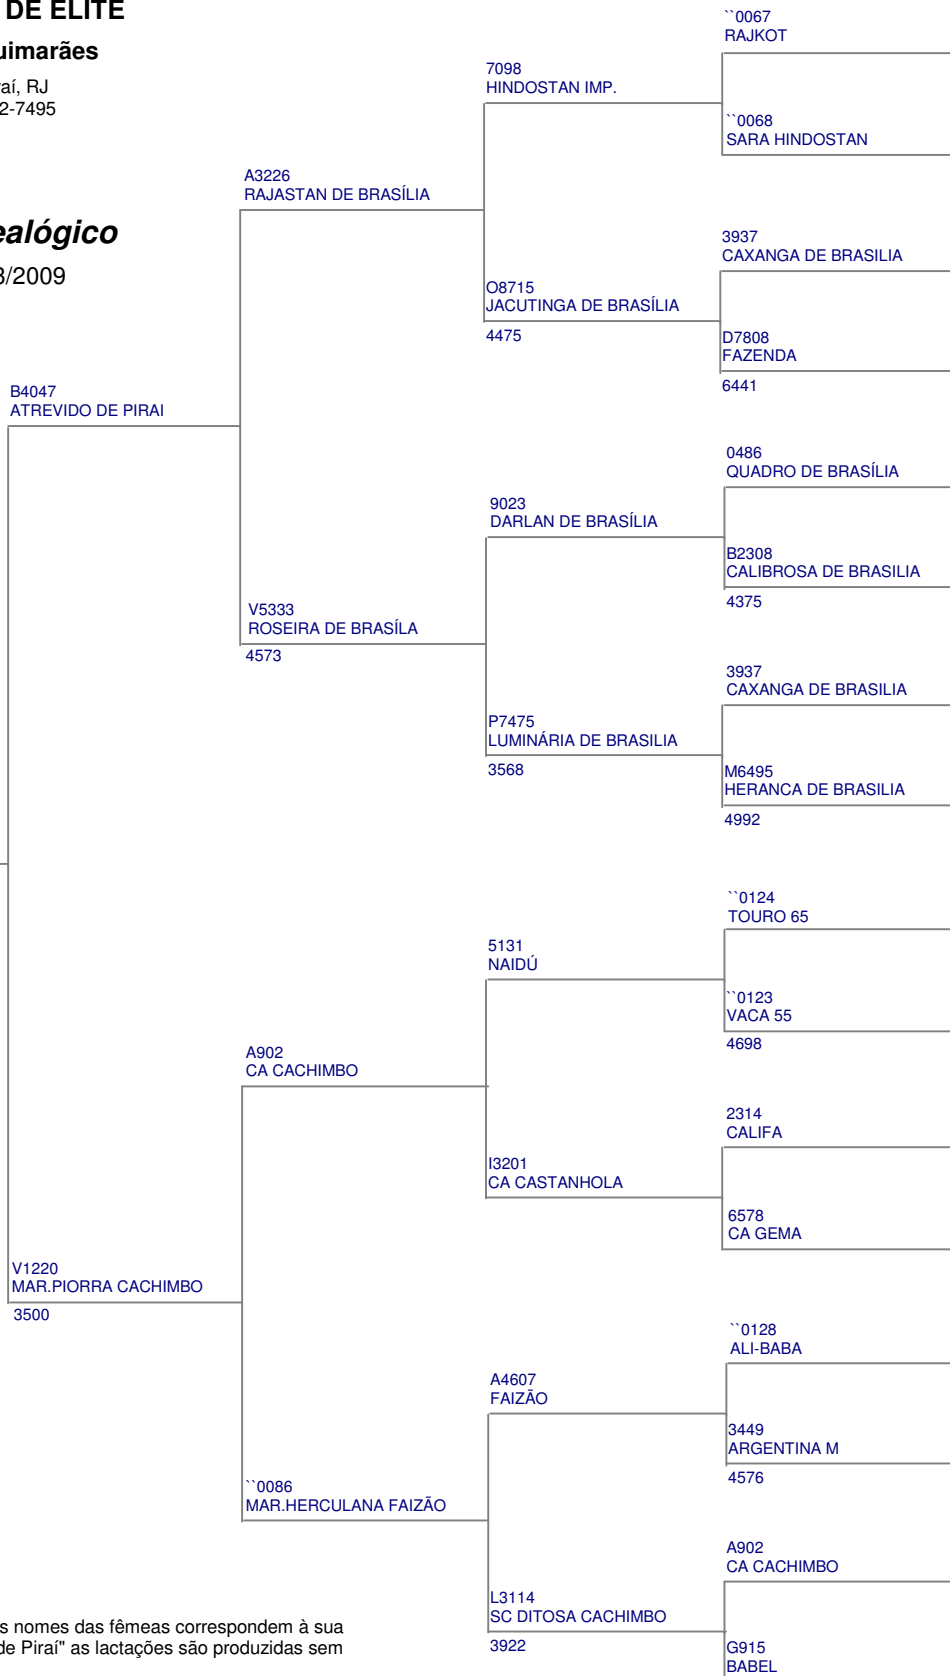 DE ELITE
uimarães
raí, RJ
2-7495
ealógico
3/2009
``0067
RAJKOT
7098
HINDOSTAN IMP.
``0068
SARA HINDOSTAN
A3226
RAJASTAN DE BRASÍLIA
3937
CAXANGA DE BRASILIA
O8715
JACUTINGA DE BRASÍLIA
4475
D7808
FAZENDA
6441
B4047
ATREVIDO DE PIRAI
0486
QUADRO DE BRASÍLIA
9023
DARLAN DE BRASÍLIA
B2308
CALIBROSA DE BRASILIA
4375
V5333
ROSEIRA DE BRASÍLA
4573
3937
CAXANGA DE BRASILIA
P7475
LUMINÁRIA DE BRASILIA
3568
M6495
HERANCA DE BRASILIA
4992
``0124
TOURO 65
5131
NAIDÚ
``0123
VACA 55
4698
A902
CA CACHIMBO
2314
CALIFA
I3201
CA CASTANHOLA
6578
CA GEMA
V1220
MAR.PIORRA CACHIMBO
3500
``0128
ALI-BABA
A4607
FAIZÃO
3449
ARGENTINA M
4576
``0086
MAR.HERCULANA FAIZÃO
A902
CA CACHIMBO
L3114
SC DITOSA CACHIMBO
3922
G915
BABEL
s nomes das fêmeas correspondem à sua
de Piraí" as lactações são produzidas sem